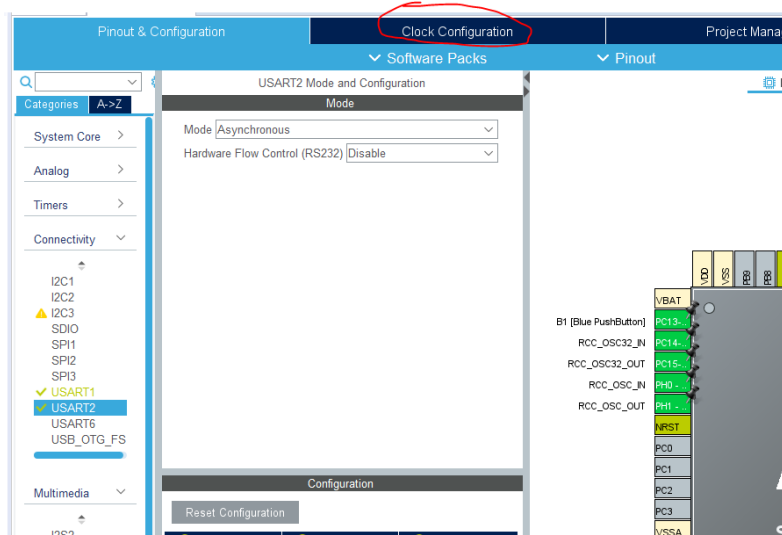 Pinout & Configuration
Clock Configuration
Project Mana
Software Packs
Pinout
Categories
A->Z
System Core
Analog
Timers
Connectivity
I2C1
I2C2
I2C3
SDIO
SPI1
SPI2
SPI3
USART1
USART2
USART6
USB_OTG_FS
Multimedia
USART2 Mode and Configuration
Mode
Mode Asynchronous
Hardware Flow Control (RS232) Disable
Configuration
Reset Configuration
VDD
VSS
PB9
PB8
VBAT
B1 [Blue PushButton] PC13-..
RCC_OSC32_IN PC14-..
RCC_OSC32_OUT PC15-..
RCC_OSC_IN PH0 - ..
RCC_OSC_OUT PH1 - ..
NRST
PC0
PC1
PC2
PC3
VSSA